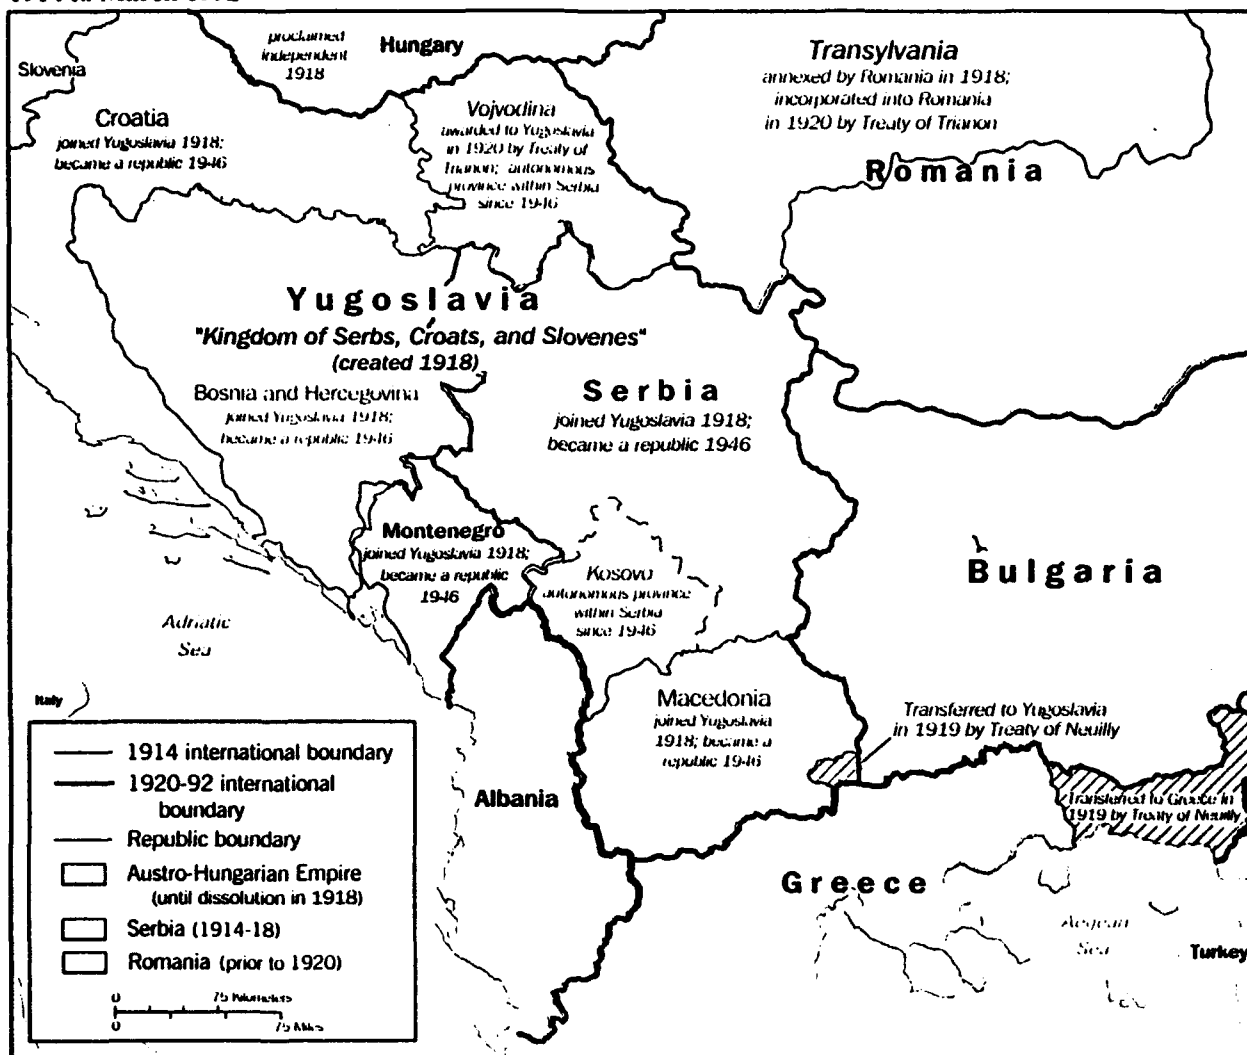 proclaimed
independent
1918
Hungary
Slovenia
Croatia
joined Yugoslavia 1918;
became a republic 1946
Vojvodina
awarded to Yugoslavia
in 1920 by Treaty of
Trianon; autonomous
province within Serbia
since 1946
Transylvania
annexed by Romania in 1918;
incorporated into Romania
in 1920 by Treaty of Trianon
Romania
Yugoslavia
"Kingdom of Serbs, Croats, and Slovenes"
(created 1918)
Bosnia and Hercegovina
joined Yugoslavia 1918;
became a republic 1946
Serbia
joined Yugoslavia 1918;
became a republic 1946
Montenegro
joined Yugoslavia 1918;
became a republic
1946
Kosovo
autonomous province
within Serbia
since 1946
Bulgaria
Adriatic
Sea
Italy
Macedonia
joined Yugoslavia
1918; became a
republic 1946
Transferred to Yugoslavia
in 1919 by Treaty of Neuilly
Albania
Transferred to Greece in
1919 by Treaty of Neuilly
Greece
Aegean
Sea
Turkey
1914 international boundary
1920-92 international
boundary
Republic boundary
Austro-Hungarian Empire
(until dissolution in 1918)
Serbia (1914-18)
Romania (prior to 1920)
0 75 Kilometers
0 75 Miles